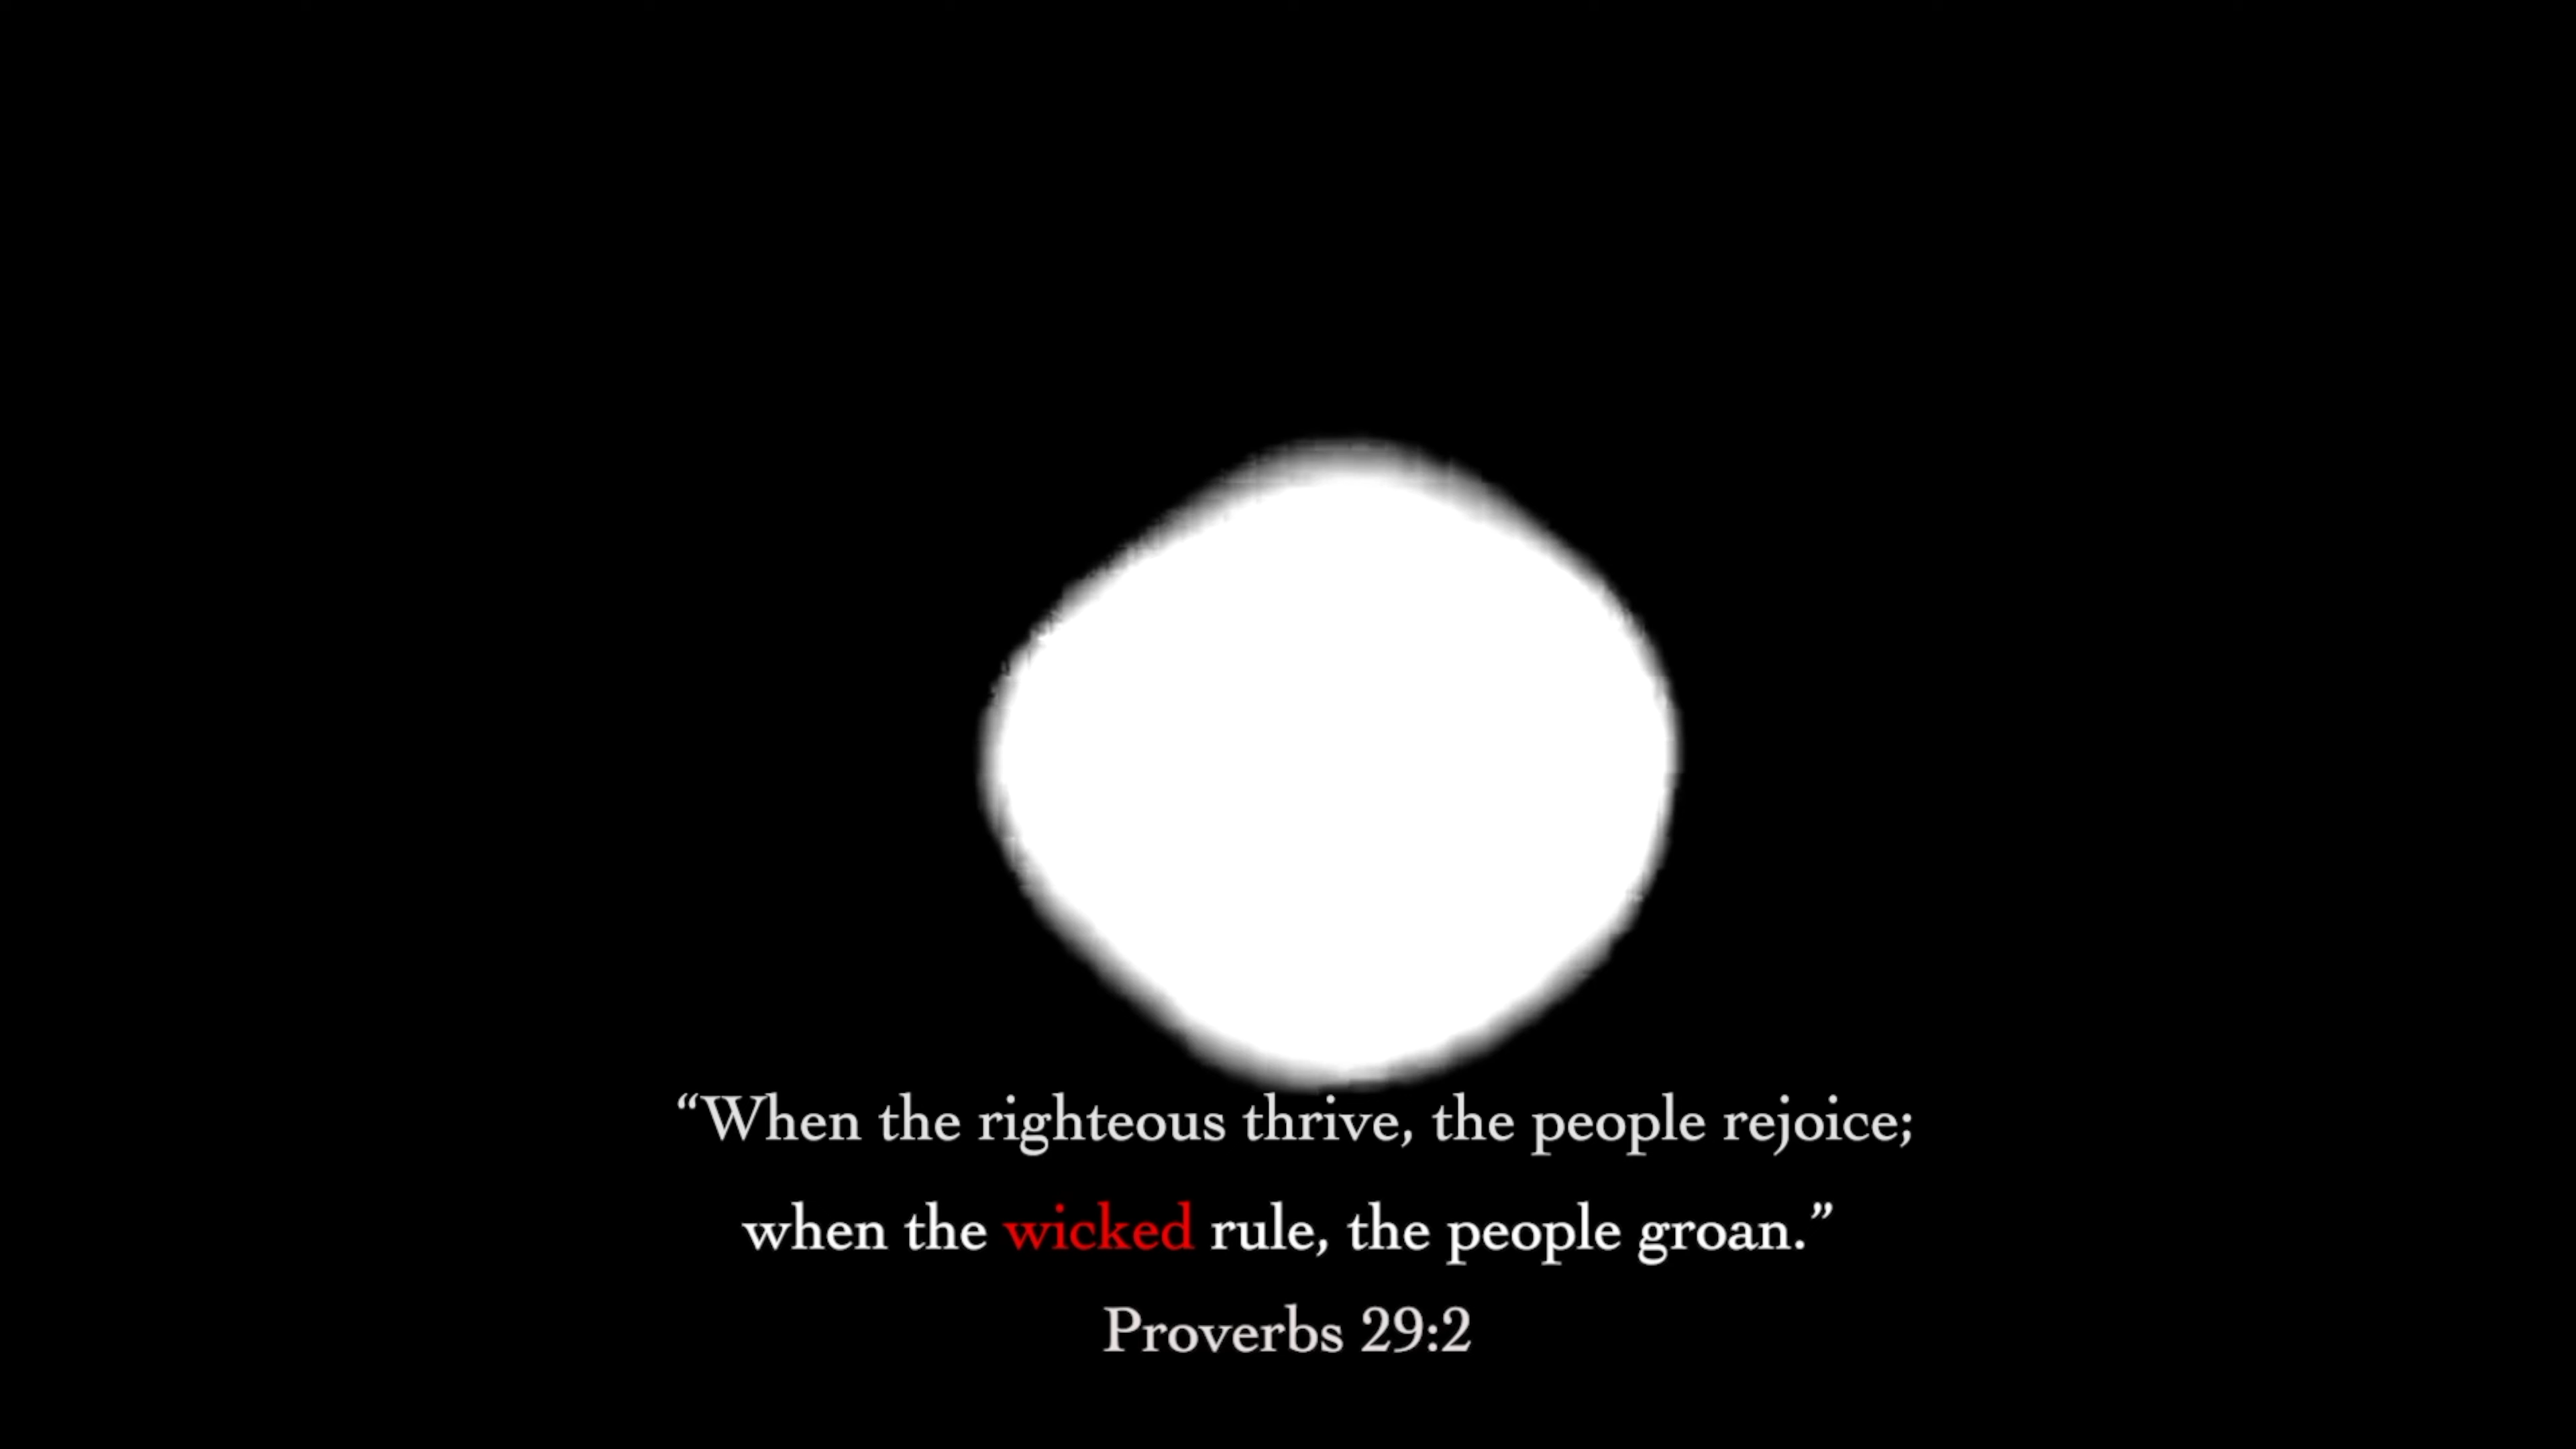 “When the righteous thrive, the people rejoice;
when the wicked rule, the people groan.”
Proverbs 29:2